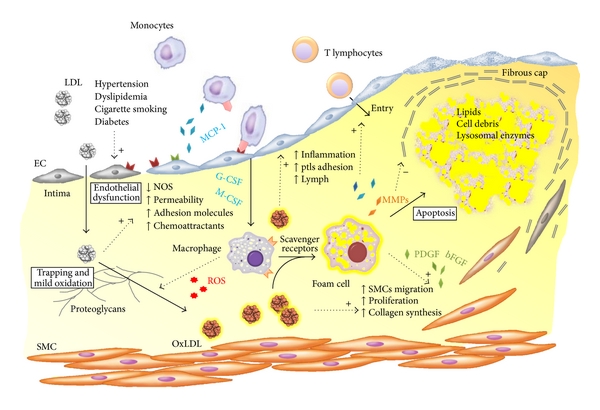 Monocytes
T lymphocytes
LDL
Hypertension
Dyslipidemia
Cigarette smoking
Diabetes
+
MCP-1
Entry
Fibrous cap
Lipids
Cell debris
Lysosomal enzymes
EC
Intima
Endothelial
dysfunction
↓ NOS
↑ Permeability
↑ Adhesion molecules
↑ Chemoattractants
+
G-CSF
M-CSF
+
↑ Inflammation
↑ ptls adhesion
↑ Lymph
+
−
MMPs
Apoptosis
Macrophage
Scavenger
receptors
Trapping and
mild oxidation
ROS
Foam cell
PDGF
bFGF
+
Proteoglycans
↑ SMCs migration
↑ Proliferation
↑ Collagen synthesis
+
OxLDL
SMC